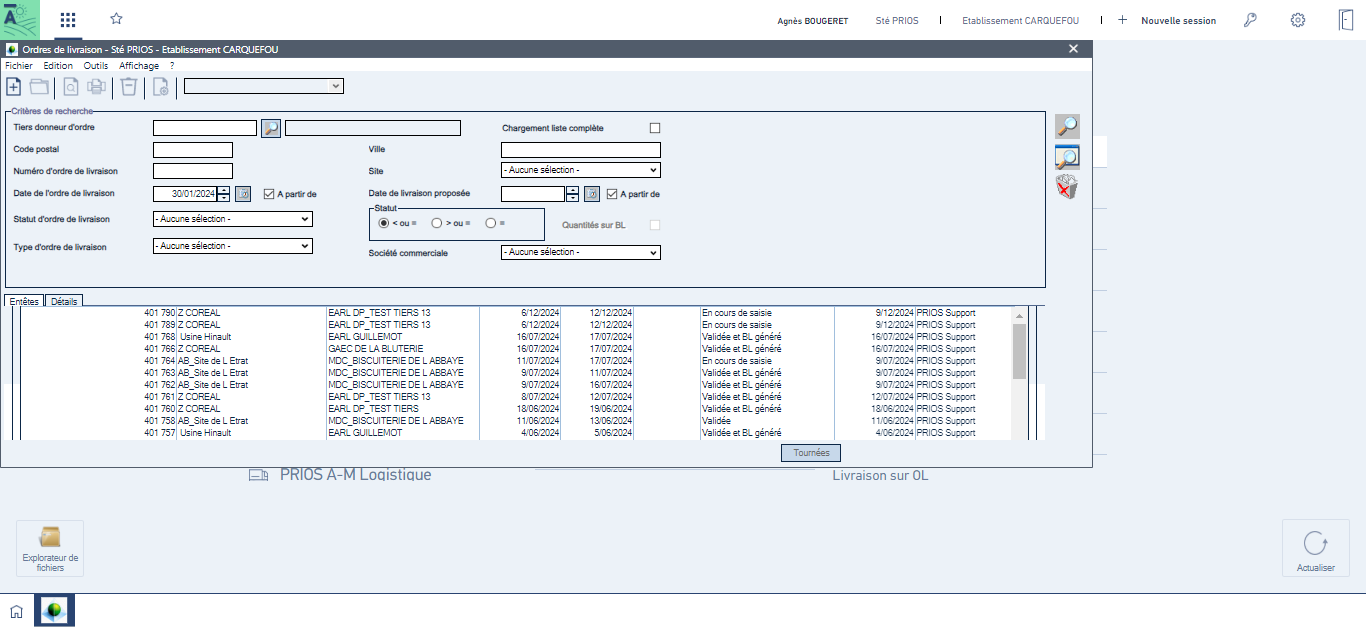 Agnès BOUGERET Sté PRIOS Etablissement CARQUEFOU Nouvelle session
Ordres de livraison - Sté PRIOS - Etablissement CARQUEFOU
Fichier Edition Outils Affichage ?
Critères de recherche
Tiers donneur d'ordre Chargement liste complète
Code postal Ville
Numéro d'ordre de livraison Site - Aucune sélection -
Date de l'ordre de livraison 30/01/2024 A partir de Date de livraison proposée A partir de
Statut
Statut d'ordre de livraison - Aucune sélection - < ou = > ou = = Quantités sur BL
Type d'ordre de livraison - Aucune sélection - Société commerciale - Aucune sélection -
Entêtes Détails
401 790 Z COREAL EARL DP_TEST TIERS 13 6/12/2024 12/12/2024 En cours de saisie 9/12/2024 PRIOS Support
401 789 Z COREAL EARL DP_TEST TIERS 13 6/12/2024 12/12/2024 En cours de saisie 9/12/2024 PRIOS Support
401 768 Usine Hinault EARL GUILLEMOT 16/07/2024 17/07/2024 Validée et BL généré 16/07/2024 PRIOS Support
401 766 Z COREAL GAEC DE LA BLUTERIE 16/07/2024 17/07/2024 Validée et BL généré 16/07/2024 PRIOS Support
401 764 AB_Site de L Etrat MDC_BISCUITERIE DE L ABBAYE 11/07/2024 17/07/2024 En cours de saisie 9/07/2024 PRIOS Support
401 763 AB_Site de L Etrat MDC_BISCUITERIE DE L ABBAYE 9/07/2024 11/07/2024 Validée et BL généré 9/07/2024 PRIOS Support
401 762 AB_Site de L Etrat MDC_BISCUITERIE DE L ABBAYE 9/07/2024 16/07/2024 Validée et BL généré 9/07/2024 PRIOS Support
401 761 Z COREAL EARL DP_TEST TIERS 13 8/07/2024 12/07/2024 Validée et BL généré 12/07/2024 PRIOS Support
401 760 Z COREAL EARL DP_TEST TIERS 18/06/2024 19/06/2024 Validée et BL généré 18/06/2024 PRIOS Support
401 758 AB_Site de L Etrat MDC_BISCUITERIE DE L ABBAYE 11/06/2024 13/06/2024 Validée 11/06/2024 PRIOS Support
401 757 Usine Hinault EARL GUILLEMOT 4/06/2024 5/06/2024 Validée et BL généré 4/06/2024 PRIOS Support
Tournées
PRIOS A-M Logistique Livraison sur OL
Explorateur de
fichiers
Actualiser